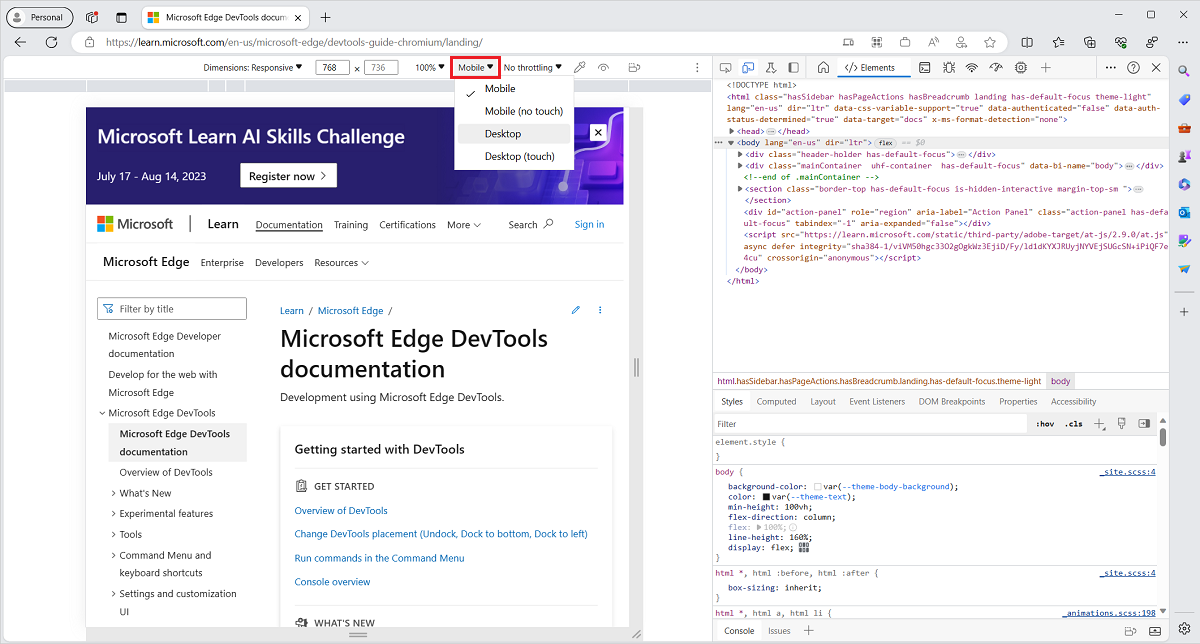 Personal
Microsoft Edge DevTools docum
https://learn.microsoft.com/en-us/microsoft-edge/devtools-guide-chromium/landing/
Dimensions: Responsive 768 x 736 100% Mobile No throttling
Mobile
Mobile (no touch)
Desktop
Desktop (touch)
Microsoft Learn AI Skills Challenge
July 17 - Aug 14, 2023
Register now
Microsoft Learn Documentation Training Certifications More Search Sign in
Microsoft Edge Enterprise Developers Resources
Filter by title
Microsoft Edge Developer
documentation
Develop for the web with
Microsoft Edge
Microsoft Edge DevTools
Microsoft Edge DevTools
documentation
Overview of DevTools
What's New
Experimental features
Tools
Command Menu and
keyboard shortcuts
Settings and customization
UI
Learn / Microsoft Edge /
Microsoft Edge DevTools
documentation
Development using Microsoft Edge DevTools.
Getting started with DevTools
GET STARTED
Overview of DevTools
Change DevTools placement (Undock, Dock to bottom, Dock to left)
Run commands in the Command Menu
Console overview
WHAT'S NEW
Elements
<!DOCTYPE html>
<html class="hasSidebar hasPageActions hasBreadcrumb landing has-default-focus theme-light"
lang="en-us" dir="ltr" data-css-variable-support="true" data-authenticated="false" data-auth-
status-determined="true" data-target="docs" x-ms-format-detection="none">
<head> </head>
<body lang="en-us" dir="ltr"> flex == $0
<div class="header-holder has-default-focus"> </div>
<div class="mainContainer uhf-container has-default-focus" data-bi-name="body"> </div>
<!--end of .mainContainer -->
<section class="border-top has-default-focus is-hidden-interactive margin-top-sm ">
</section>
<div id="action-panel" role="region" aria-label="Action Panel" class="action-panel has-defa
ult-focus" tabindex="-1" aria-expanded="false"></div>
<script src="https://learn.microsoft.com/static/third-party/adobe-target/at-js/2.9.0/at.js"
async defer integrity="sha384-1/viVM50hgc33O2gOgkWz3EjiD/Fy/ld1dKYXJRUyjNYVEjSUGcSN+iPiQF7e
4cu" crossorigin="anonymous"></script>
</body>
</html>
html.hasSidebar.hasPageActions.hasBreadcrumb.landing.has-default-focus.theme-light body
Styles Computed Layout Event Listeners DOM Breakpoints Properties Accessibility
Filter :hov .cls
element.style {
}
body { _site.scss:4
background-color: var(--theme-body-background);
color: var(--theme-text);
min-height: 100vh;
flex-direction: column;
flex: 100%;
line-height: 160%;
display: flex;
}
html *, html :before, html :after { _site.scss:4
box-sizing: inherit;
}
html *, html a, html li { _animations.scss:198
Console Issues